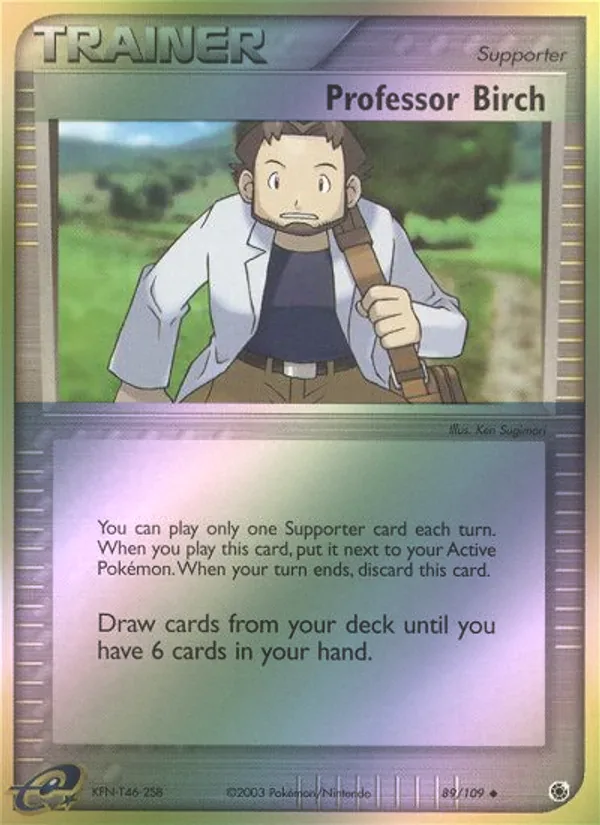 TRAINER
Supporter
Professor Birch
Illus. Ken Sugimori
You can play only one Supporter card each turn.
When you play this card, put it next to your Active
Pokémon. When your turn ends, discard this card.
Draw cards from your deck until you
have 6 cards in your hand.
e
KFN-T46-258
©2003 Pokémon/Nintendo
89/109 ◆